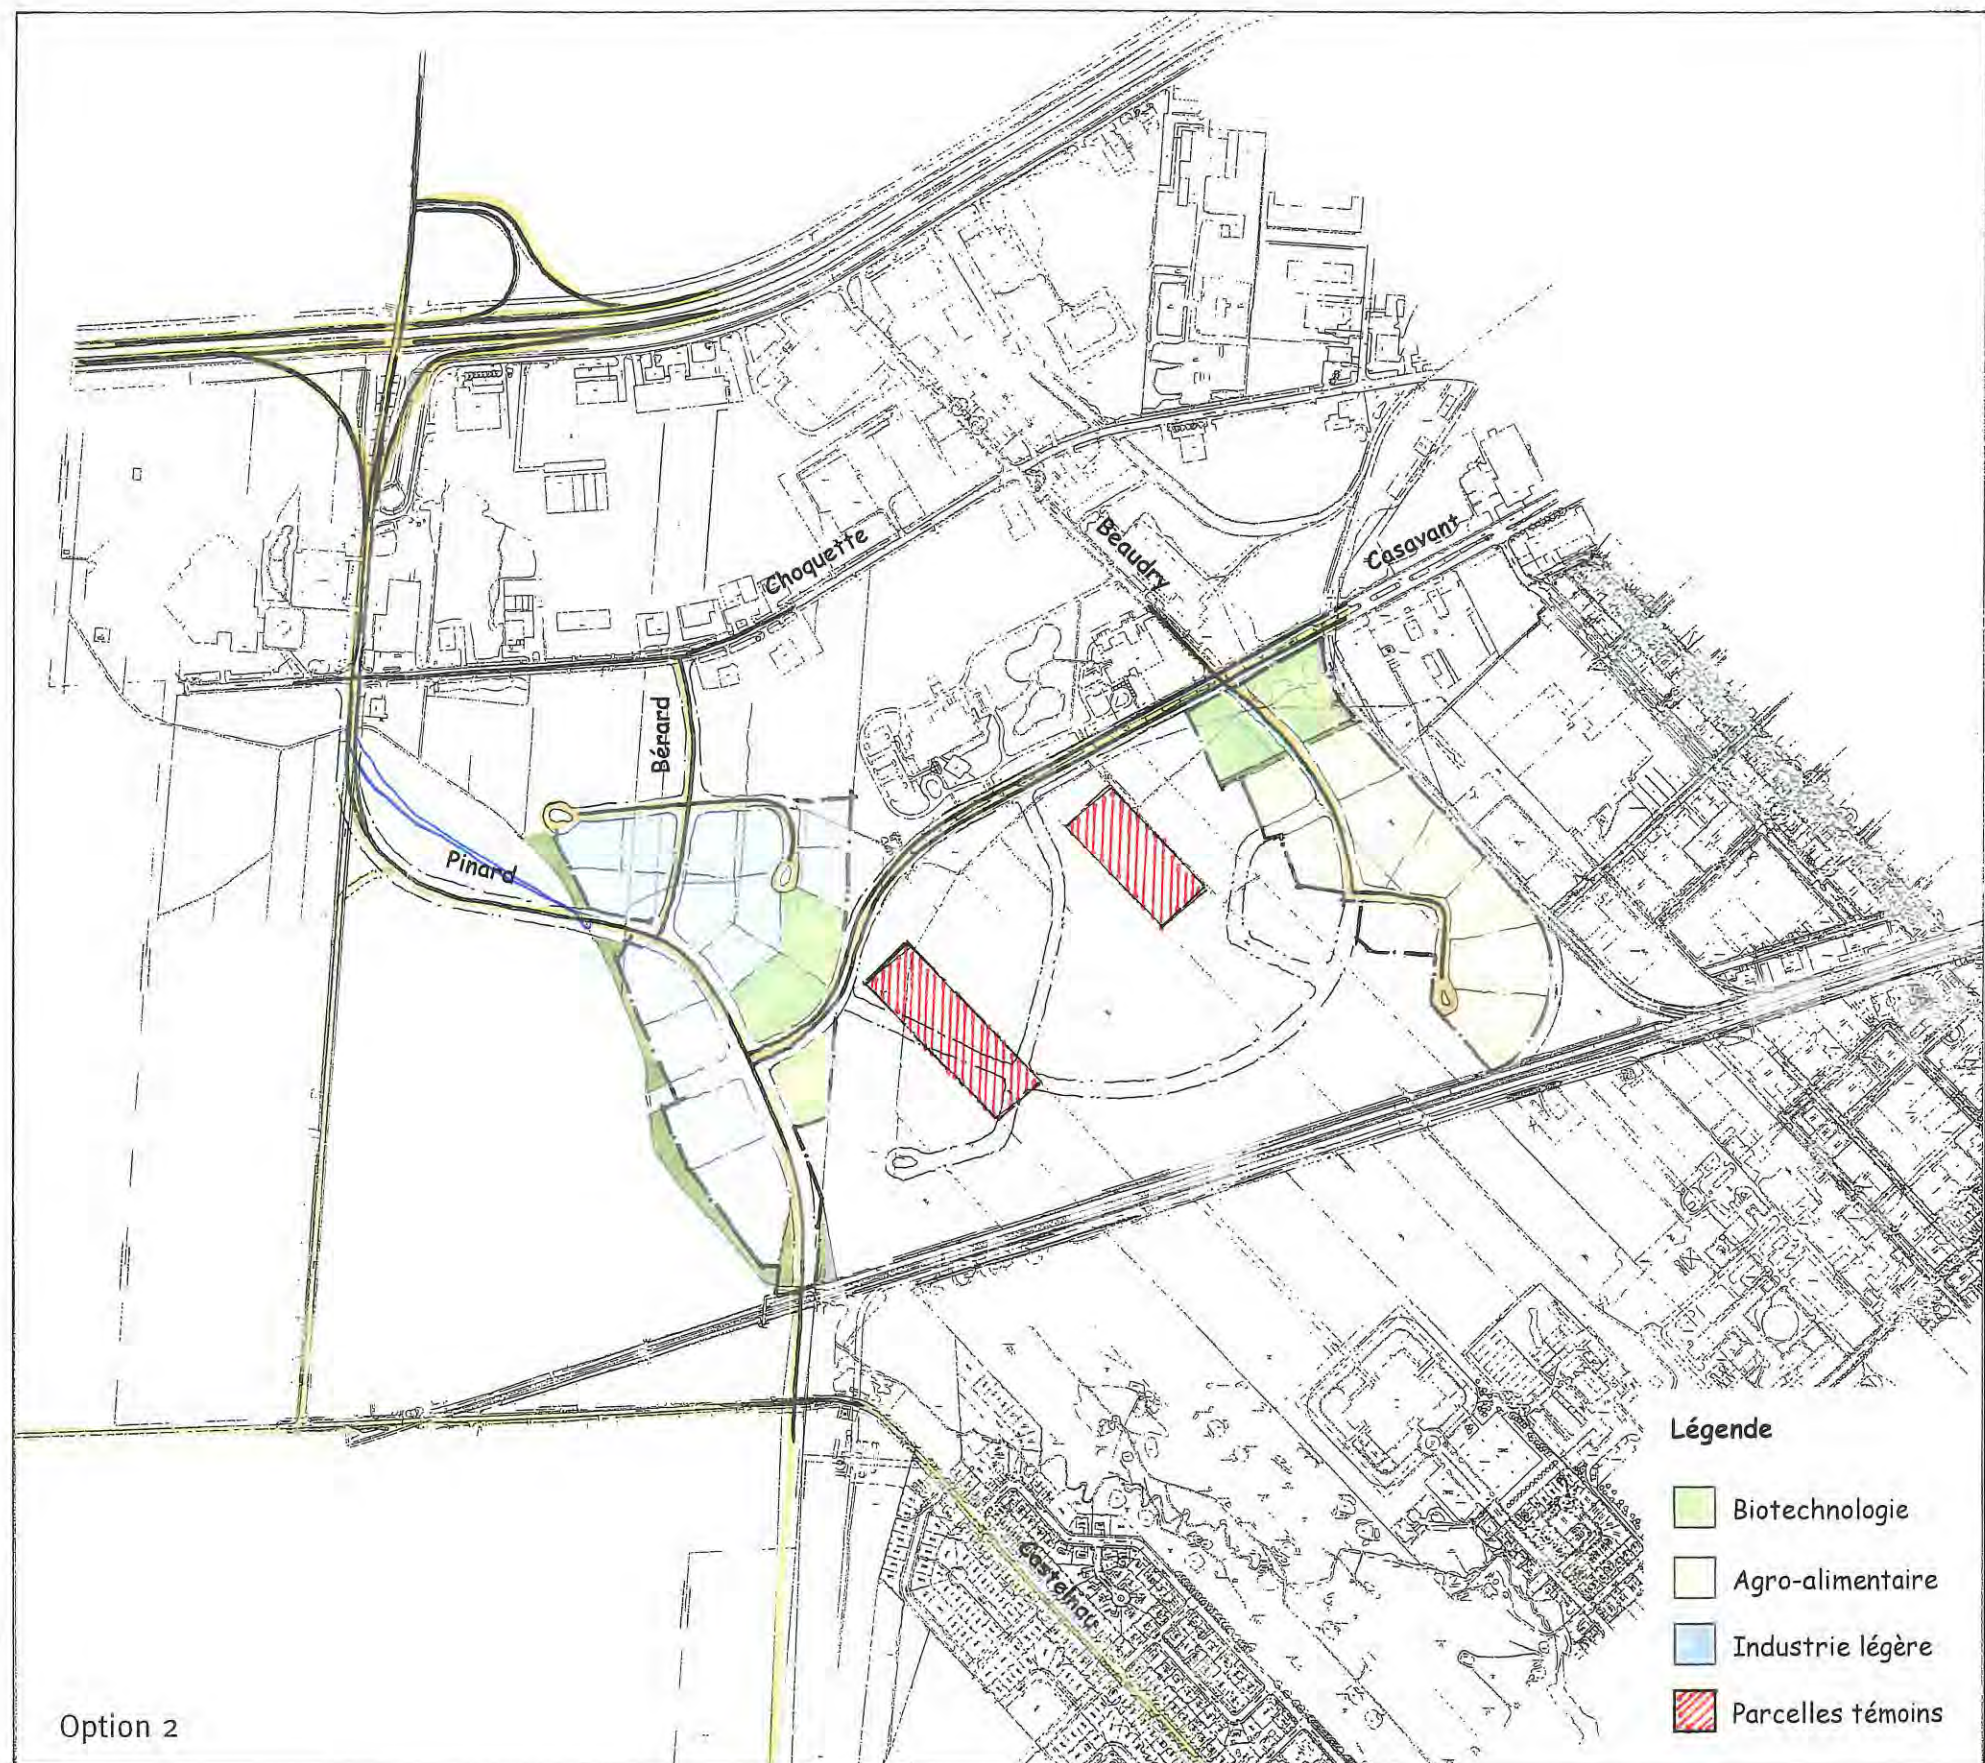 Choquette
Beaudry
Casavant
Bérard
Pinard
Castelnau
Légende
Biotechnologie
Agro-alimentaire
Industrie légère
Parcelles témoins
Option 2